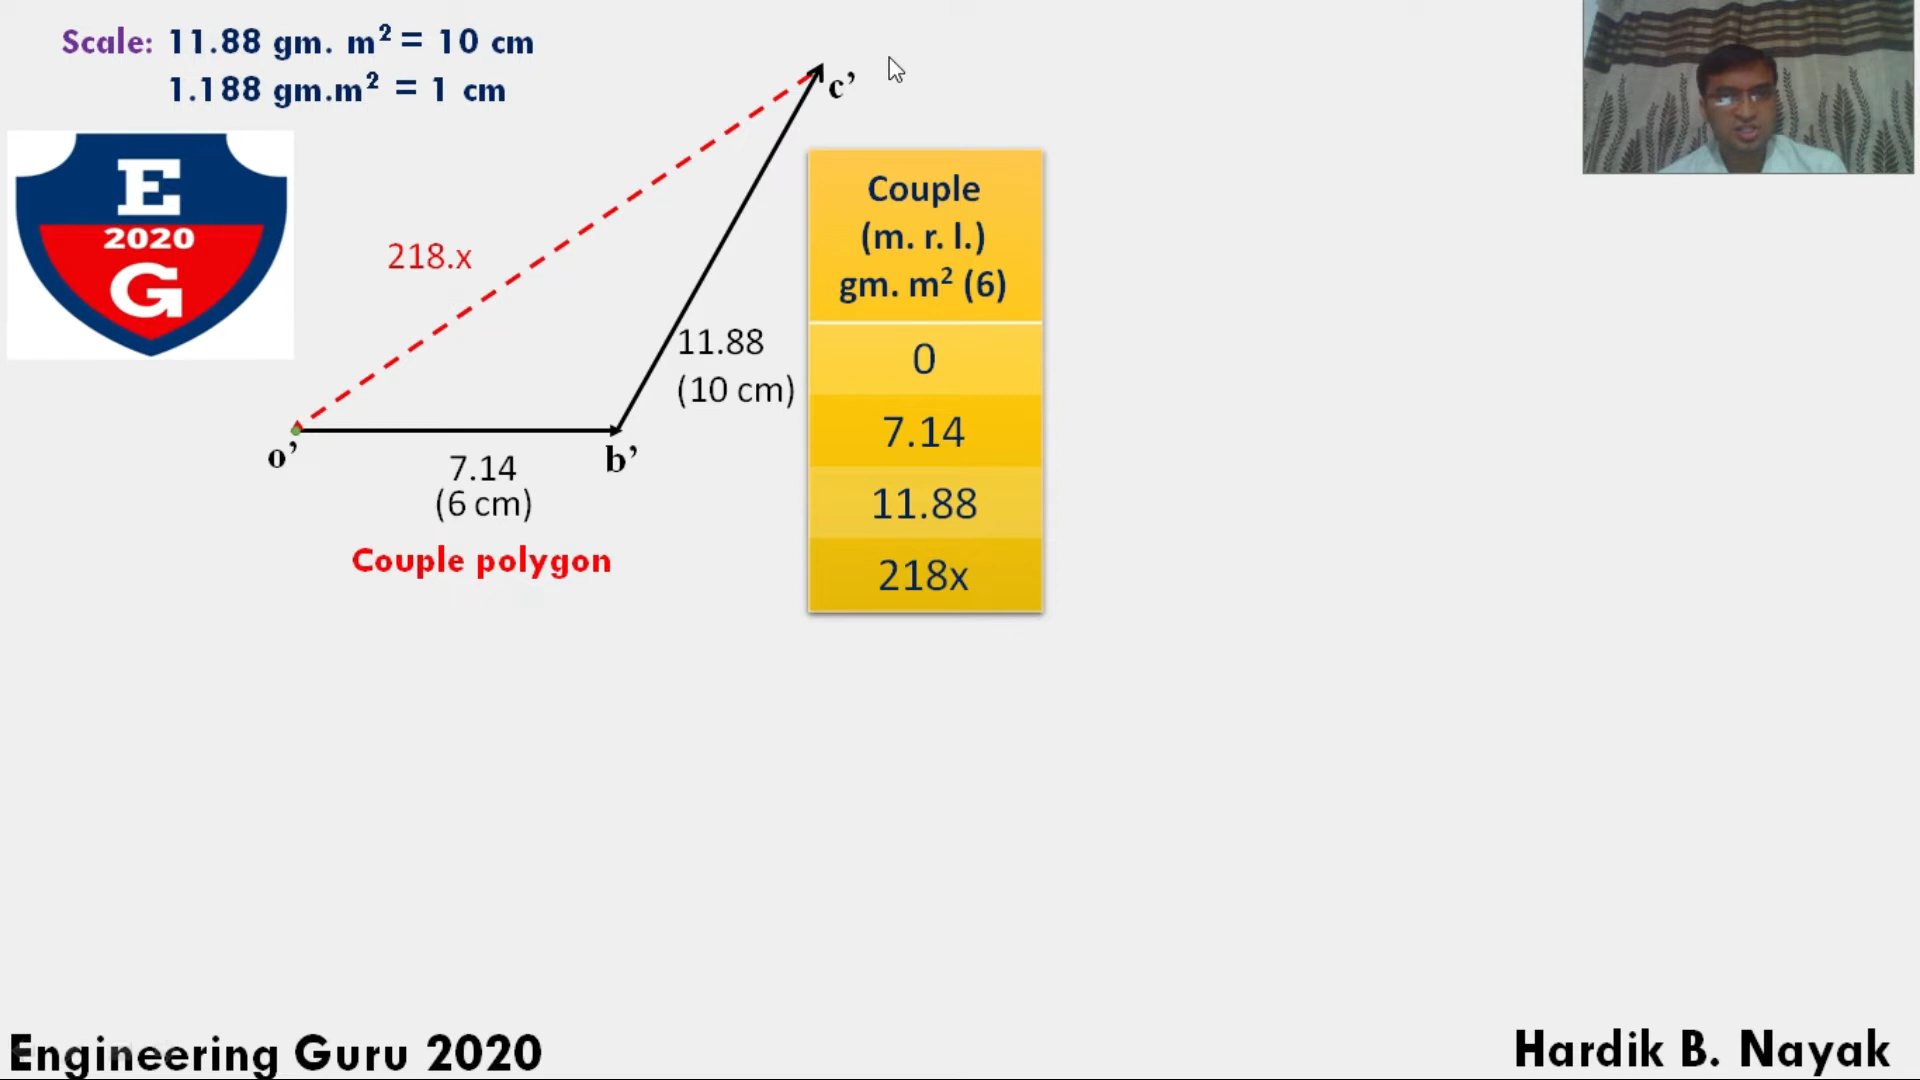 Scale: 11.88 gm. m² = 10 cm
1.188 gm.m² = 1 cm
E
2020
G
c’
218.x
11.88
(10 cm)
o’
b’
7.14
(6 cm)
Couple polygon
Couple
(m. r. l.)
gm. m² (6)
0
7.14
11.88
218x
Engineering Guru 2020
Hardik B. Nayak